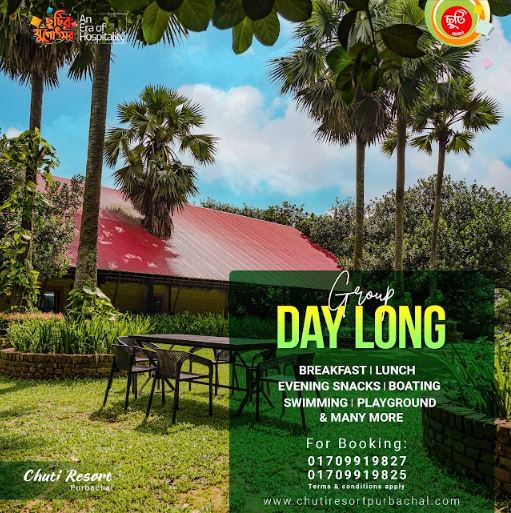 ছুটির
যুগোৎসব
An
Era of
Hospitality
ছুটি
Group
DAY LONG
BREAKFAST | LUNCH
EVENING SNACKS | BOATING
SWIMMING | PLAYGROUND
& MANY MORE
For Booking:
01709919827
01709919825
Terms & conditions apply
Chuti Resort
Purbachal
www.chutiresortpurbachal.com